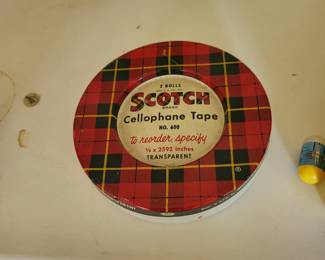 2 ROLLS
SCOTCH
BRAND
Cellophane Tape
NO. 600
to reorder, specify
½ x 2592 inches
TRANSPARENT
®